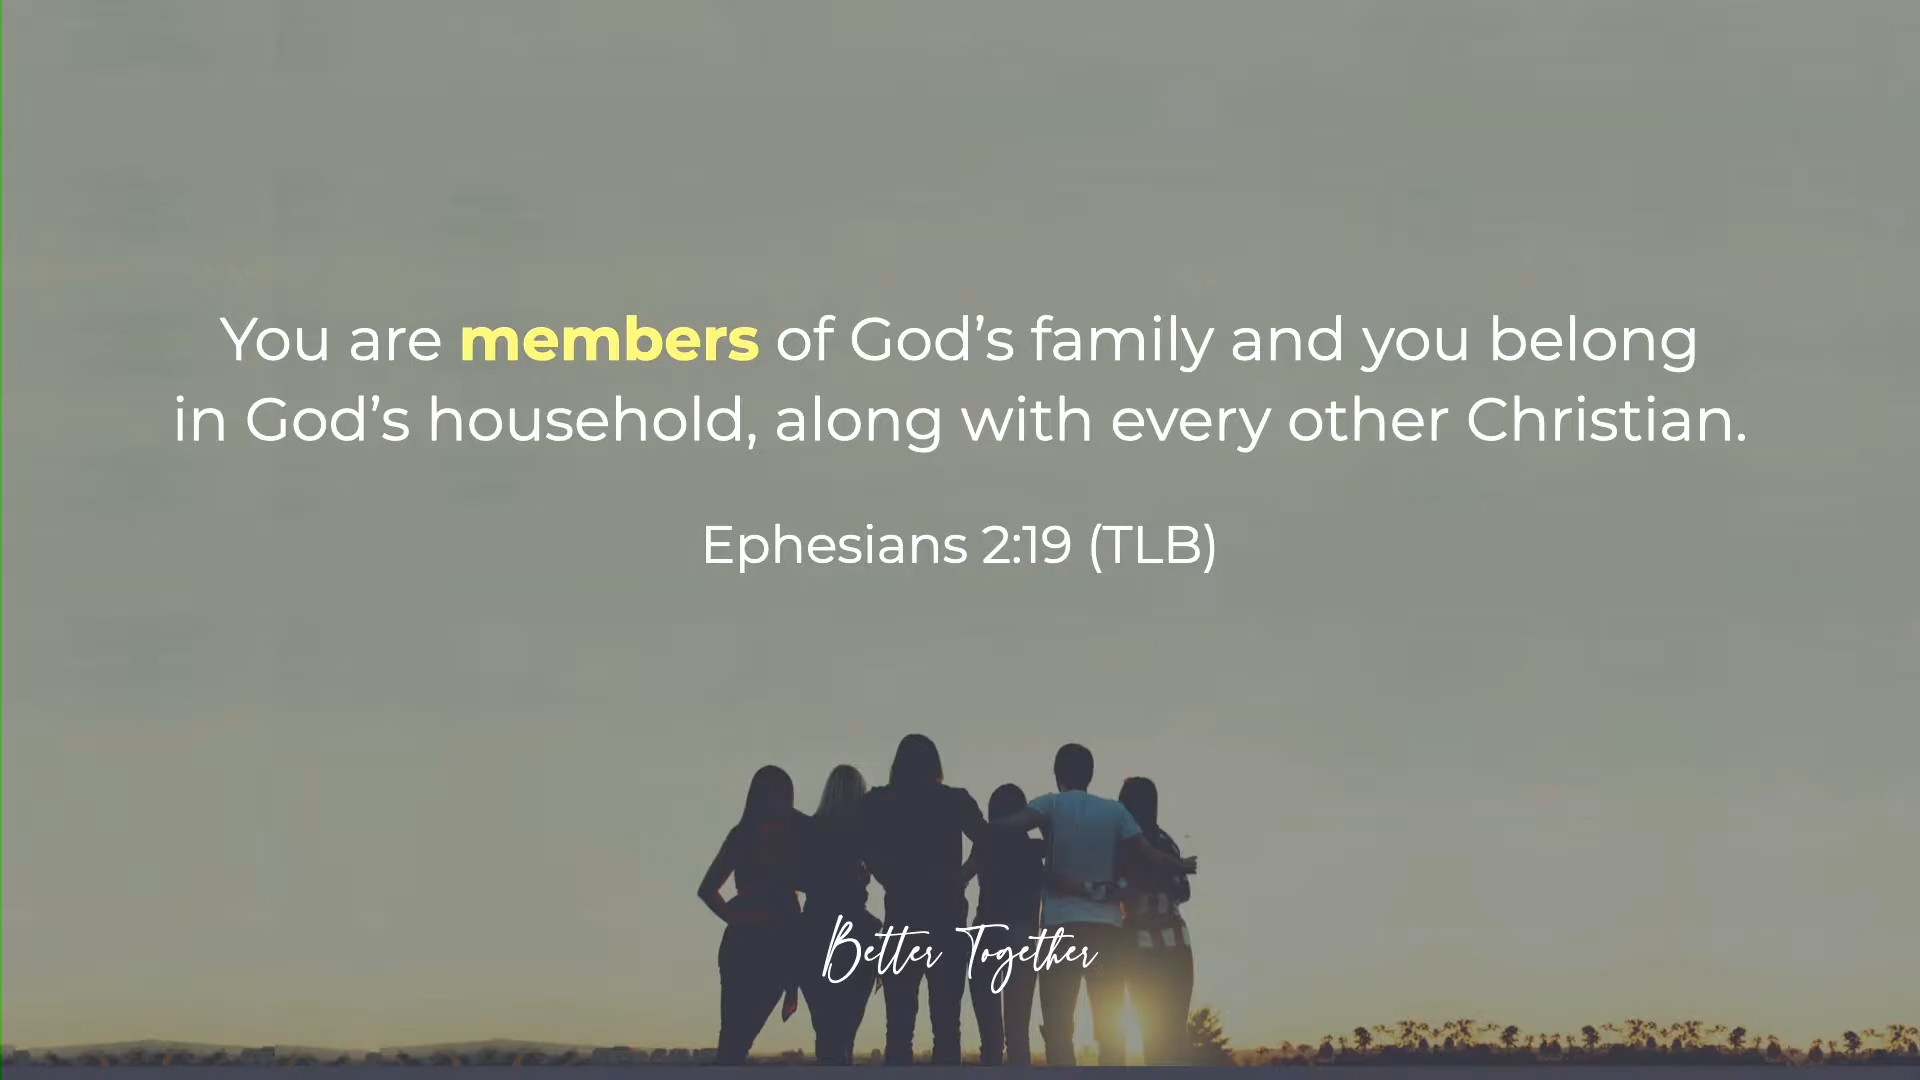 You are members of God’s family and you belong
in God’s household, along with every other Christian.
Ephesians 2:19 (TLB)
Better Together